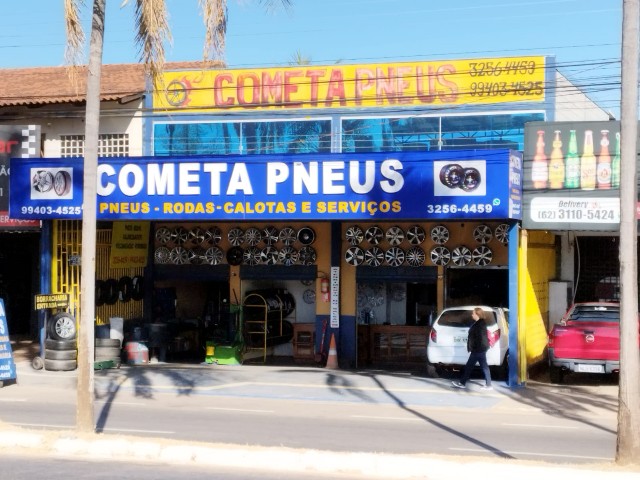 COMETA PNEUS
3256-4459
99403-4525
COMETA PNEUS
PNEUS - RODAS - CALOTAS E SERVIÇOS
99403-4525
3256-4459
Delivery
(62) 3110-5424
BORRACHARIA